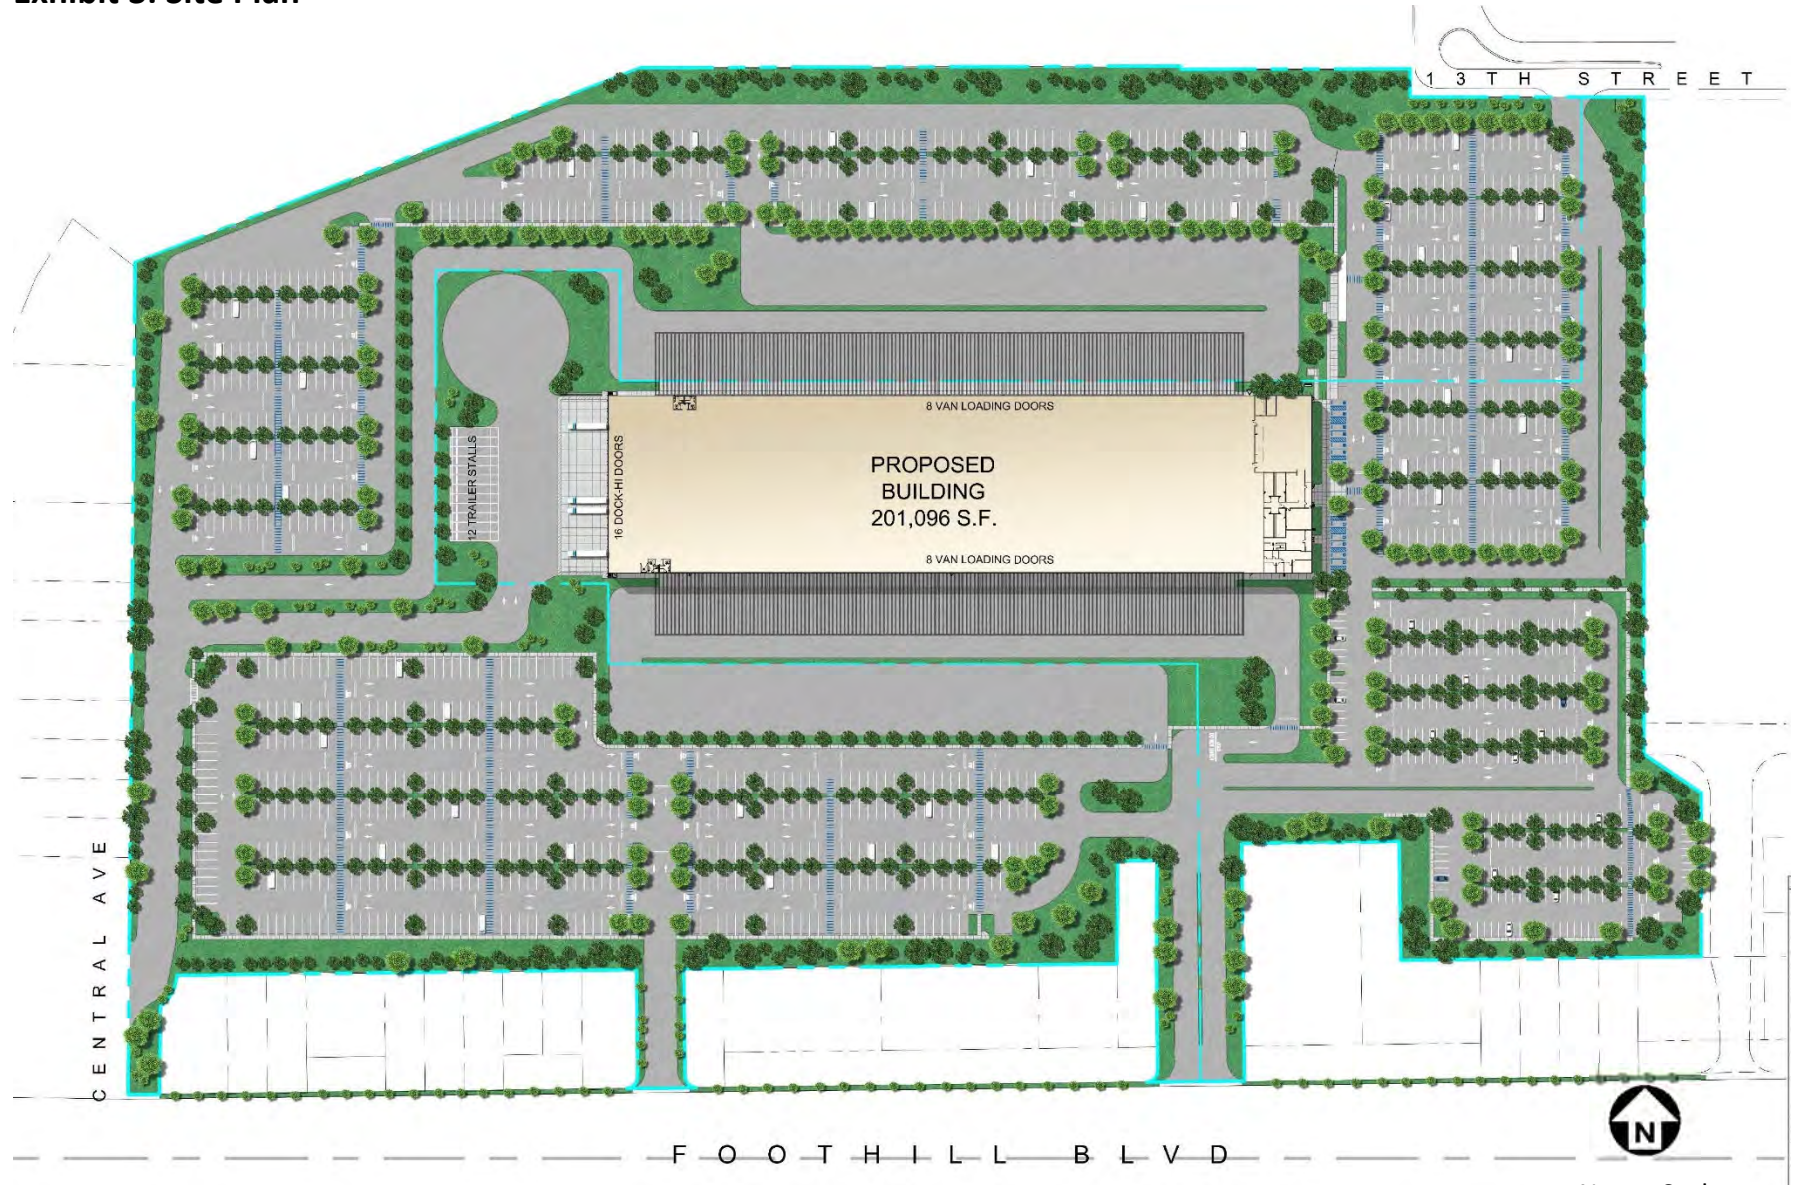 Exhibit 3: Site Plan
13TH STREET
8 VAN LOADING DOORS
16 DOCK-HI DOORS
12 TRAILER STALLS
PROPOSED
BUILDING
201,096 S.F.
8 VAN LOADING DOORS
CENTRAL AVE
FOOTHILL BLVD
N